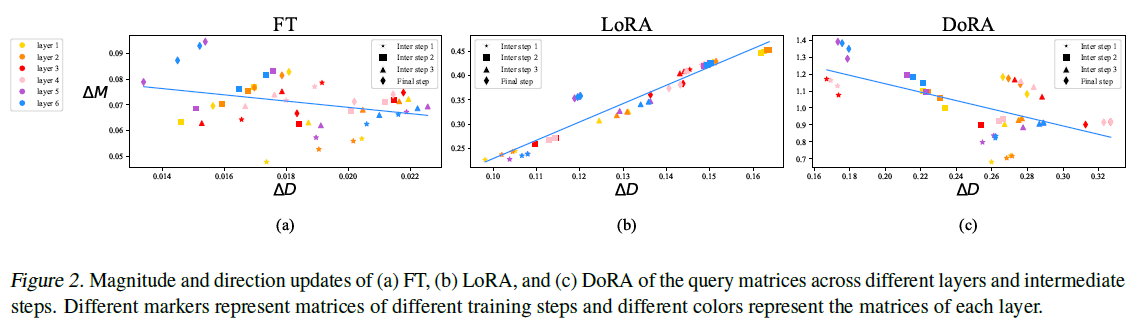 FT
LoRA
DoRA
layer 1
layer 2
layer 3
layer 4
layer 5
layer 6
ΔM
0.09
0.08
0.07
0.06
0.05
Inter step 1
Inter step 2
Inter step 3
Final step
0.014
0.016
0.018
0.020
0.022
ΔD
(a)
0.45
0.40
0.35
0.30
0.25
Inter step 1
Inter step 2
Inter step 3
Final step
0.10
0.11
0.12
0.13
0.14
0.15
0.16
ΔD
(b)
1.4
1.3
1.2
1.1
1.0
0.9
0.8
0.7
Inter step 1
Inter step 2
Inter step 3
Final step
0.16
0.18
0.20
0.22
0.24
0.26
0.28
0.30
0.32
ΔD
(c)
Figure 2. Magnitude and direction updates of (a) FT, (b) LoRA, and (c) DoRA of the query matrices across different layers and intermediate
steps. Different markers represent matrices of different training steps and different colors represent the matrices of each layer.